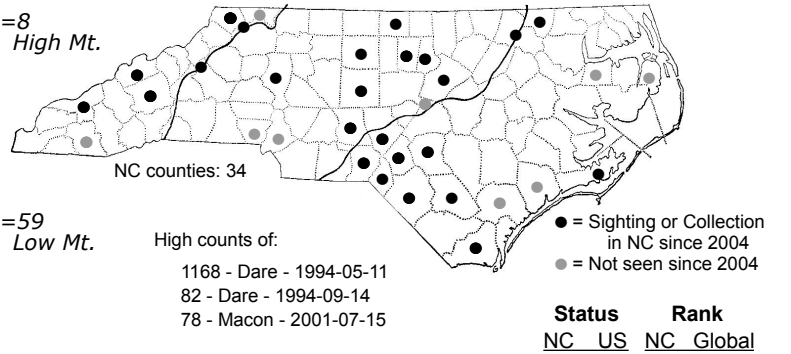 =8
High Mt.
NC counties: 34
=59
Low Mt.
High counts of:
1168 - Dare - 1994-05-11
82 - Dare - 1994-09-14
78 - Macon - 2001-07-15
= Sighting or Collection
in NC since 2004
= Not seen since 2004
Status Rank
NC US NC Global